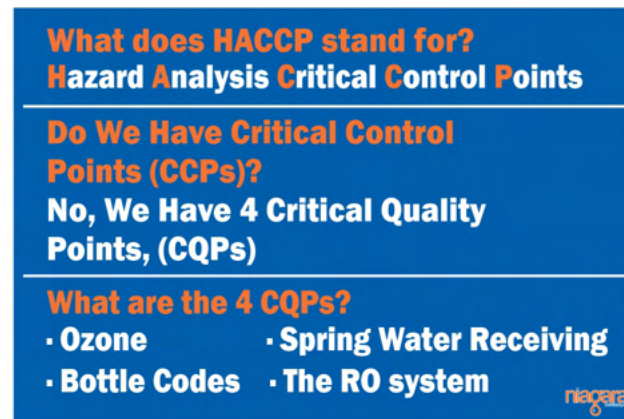 What does HACCP stand for?
Hazard Analysis Critical Control Points
Do We Have Critical Control
Points (CCPs)?
No, We Have 4 Critical Quality
Points, (CQPs)
What are the 4 CQPs?
· Ozone
· Spring Water Receiving
· Bottle Codes
· The RO system
niagara